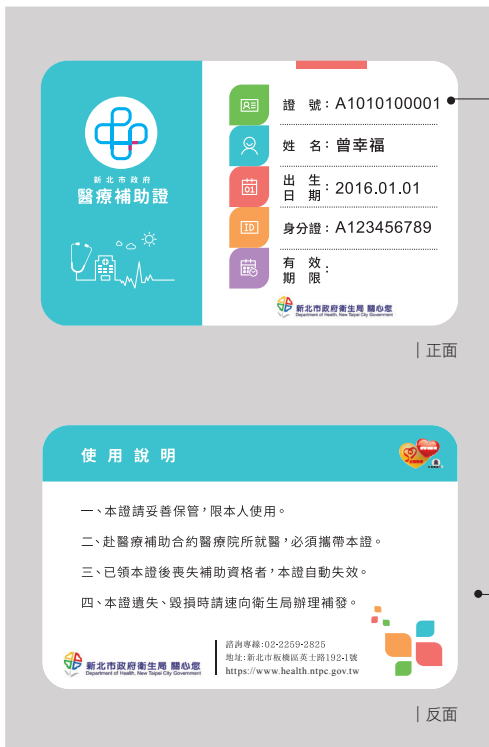 新北市政府
醫療補助證
證 號：A1010100001
姓 名：曾幸福
出生日期：2016.01.01
ID
身分證：A123456789
有效期限：
新北市政府衛生局 關心您
Department of Health, New Taipei City Government
｜正面
使用說明
一、本證請妥善保管，限本人使用。
二、赴醫療補助合約醫療院所就醫，必須攜帶本證。
三、已領本證後喪失補助資格者，本證自動失效。
四、本證遺失、毀損時請速向衛生局辦理補發。
新北市政府衛生局 關心您
Department of Health, New Taipei City Government
諮詢專線:02-2259-2825
地址:新北市板橋區英士路192-1號
https://www.health.ntpc.gov.tw
｜反面